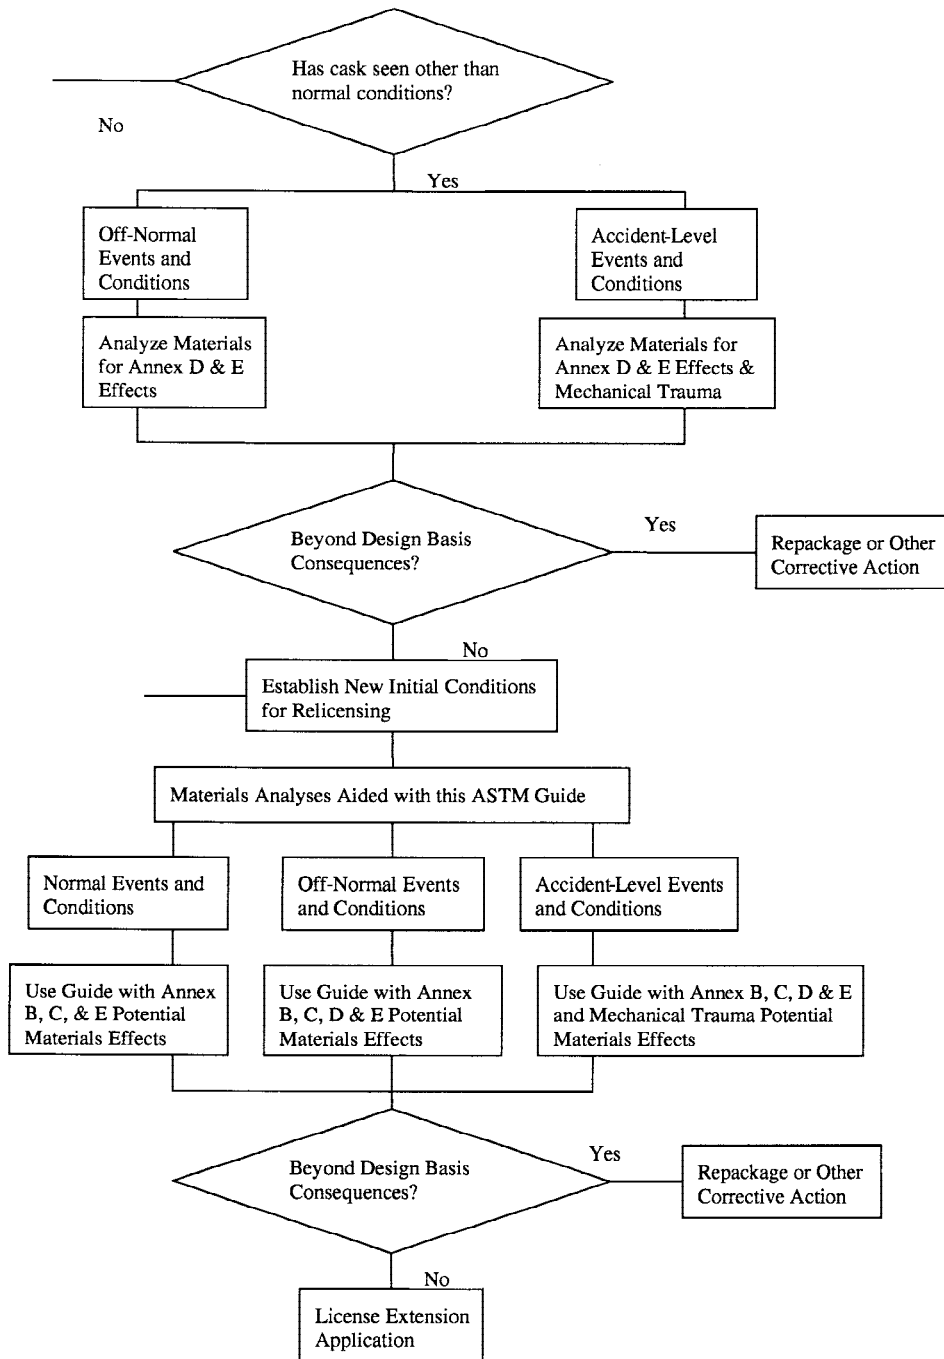 Has cask seen other than
normal conditions?
No
Yes
Off-Normal
Events and
Conditions
Accident-Level
Events and
Conditions
Analyze Materials
for Annex D & E
Effects
Analyze Materials for
Annex D & E Effects &
Mechanical Trauma
Beyond Design Basis
Consequences?
Yes
Repackage or Other
Corrective Action
No
Establish New Initial Conditions
for Relicensing
Materials Analyses Aided with this ASTM Guide
Normal Events and
Conditions
Off-Normal Events
and Conditions
Accident-Level Events
and Conditions
Use Guide with Annex
B, C, & E Potential
Materials Effects
Use Guide with Annex
B, C, D & E Potential
Materials Effects
Use Guide with Annex B, C, D & E
and Mechanical Trauma Potential
Materials Effects
Beyond Design Basis
Consequences?
Yes
Repackage or Other
Corrective Action
No
License Extension
Application